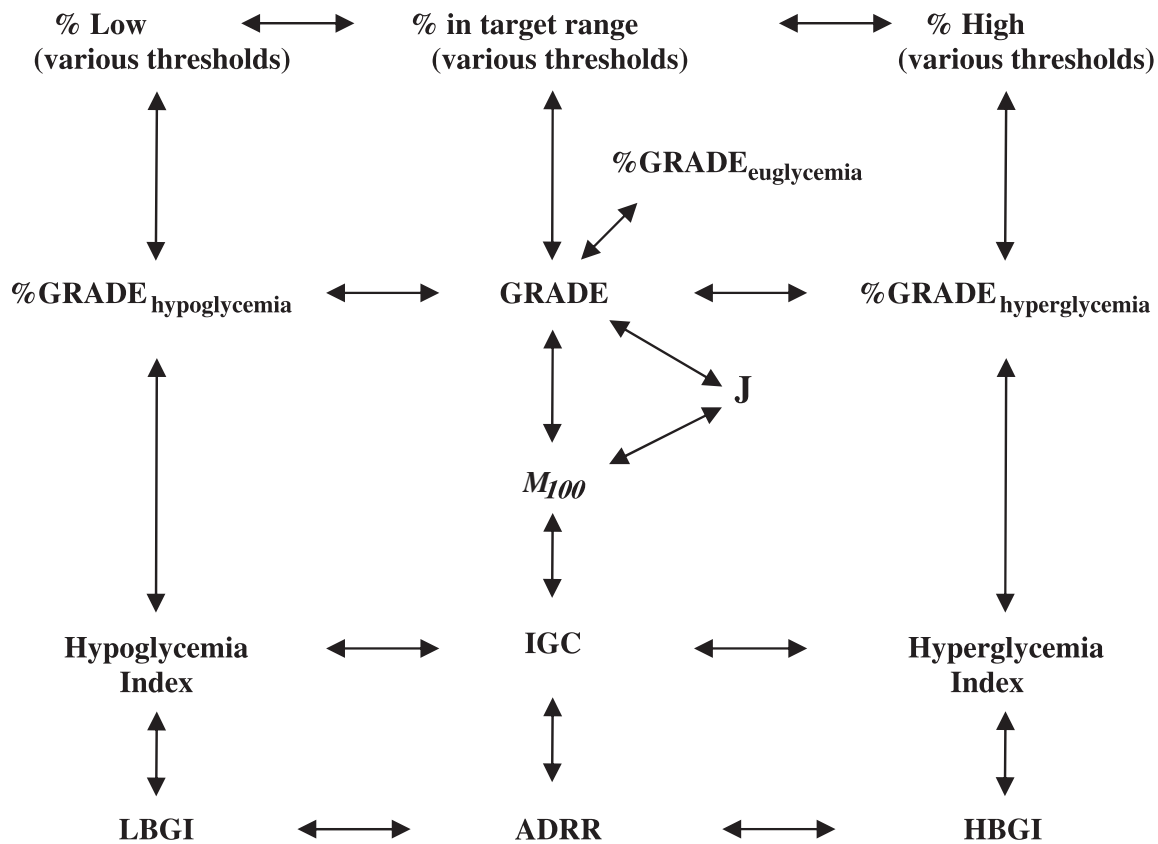 % Low
(various thresholds)
% in target range
(various thresholds)
% High
(various thresholds)
%GRADEeuglycemia
%GRADEhypoglycemia
GRADE
%GRADEhyperglycemia
J
M100
Hypoglycemia
Index
IGC
Hyperglycemia
Index
LBGI
ADRR
HBGI